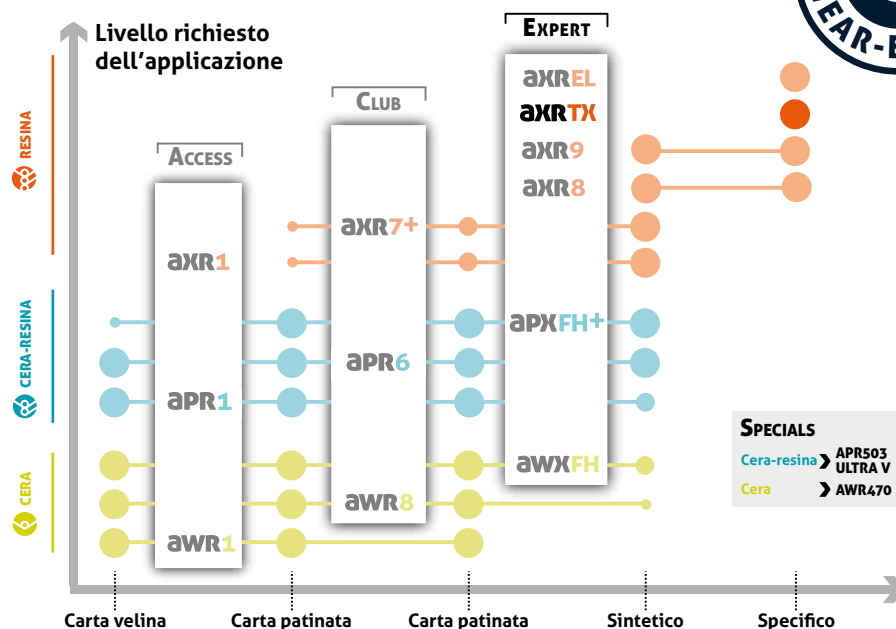 Livello richiesto
dell'applicazione
EXPERT
CLUB
ACCESS
RESINA
CERA-RESINA
CERA
aXREL
aXRTX
aXR9
aXR8
aXR7+
aXR1
aPXFH+
aPR6
aPR1
aWXFH
aWR8
aWR1
SPECIALS
Cera-resina APR503
ULTRA V
Cera AWR470
Carta velina
Carta patinata
Carta patinata
Sintetico
Specifico